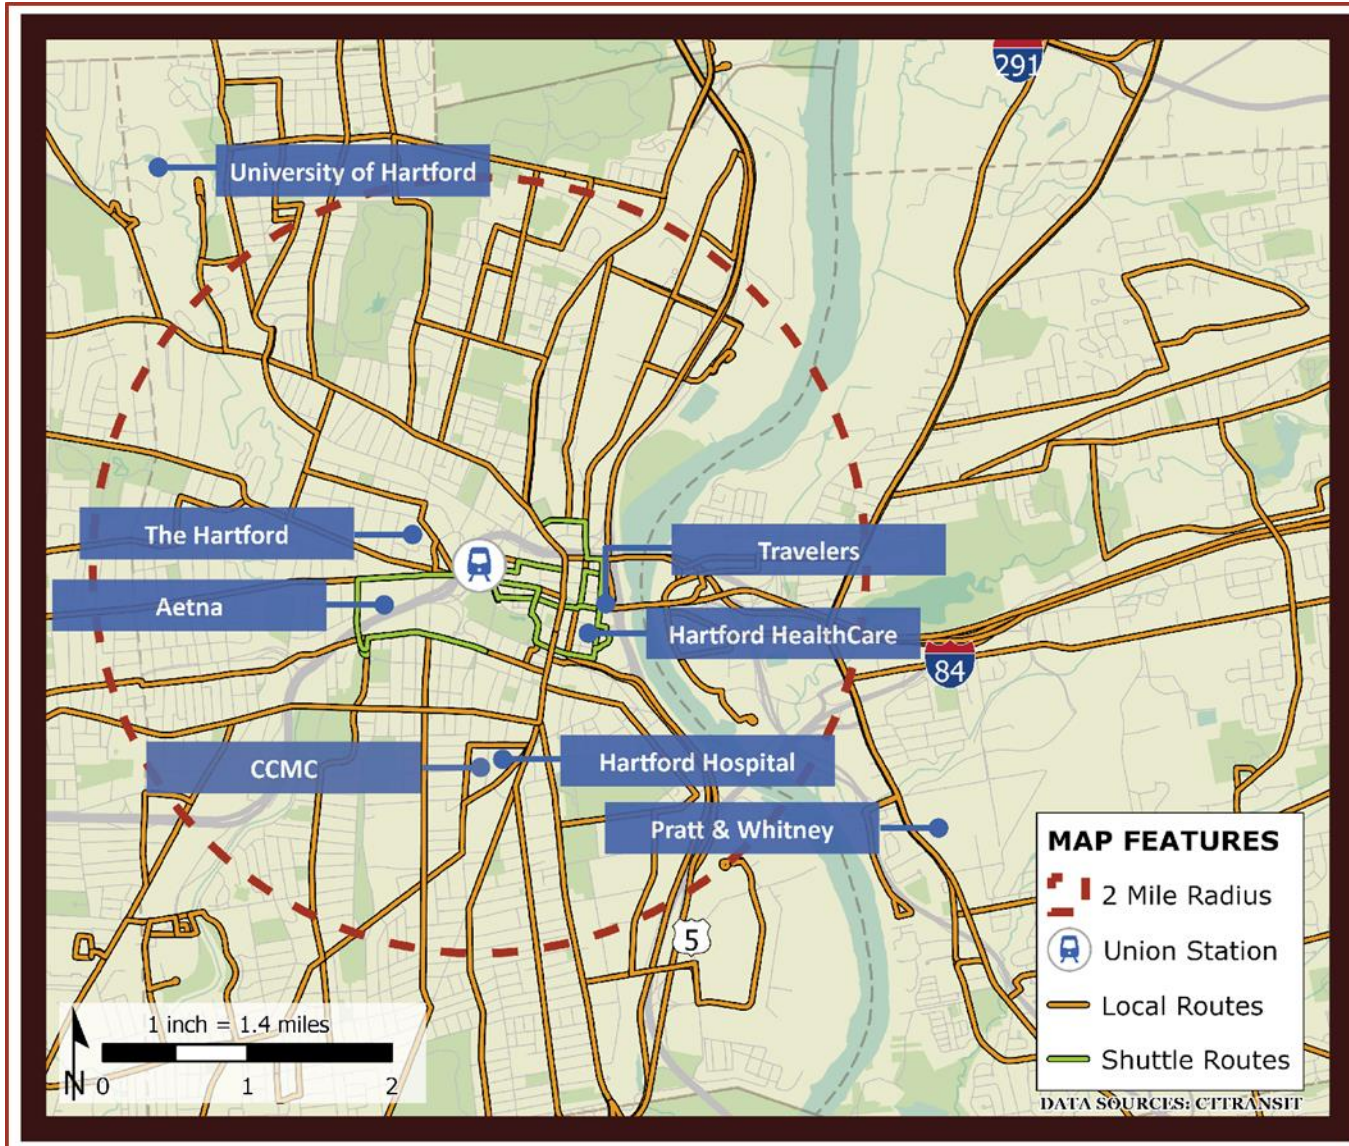 291
University of Hartford
The Hartford
Travelers
Aetna
Hartford HealthCare
84
CCMC
Hartford Hospital
Pratt & Whitney
5
MAP FEATURES
2 Mile Radius
Union Station
Local Routes
Shuttle Routes
1 inch = 1.4 miles
N
0 1 2
DATA SOURCES: CTTRANSIT